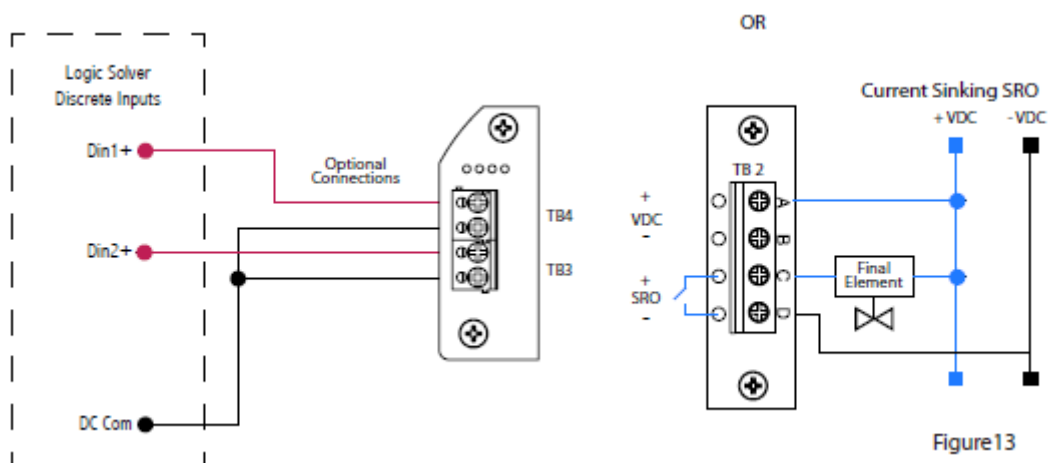 OR
Logic Solver
Discrete Inputs
Din1+
Optional
Connections
TB4
Din2+
TB3
DC Com
Current Sinking SRO
+ VDC
- VDC
TB 2
+
VDC
-
+
SRO
-
A
B
C
D
Final
Element
Figure13